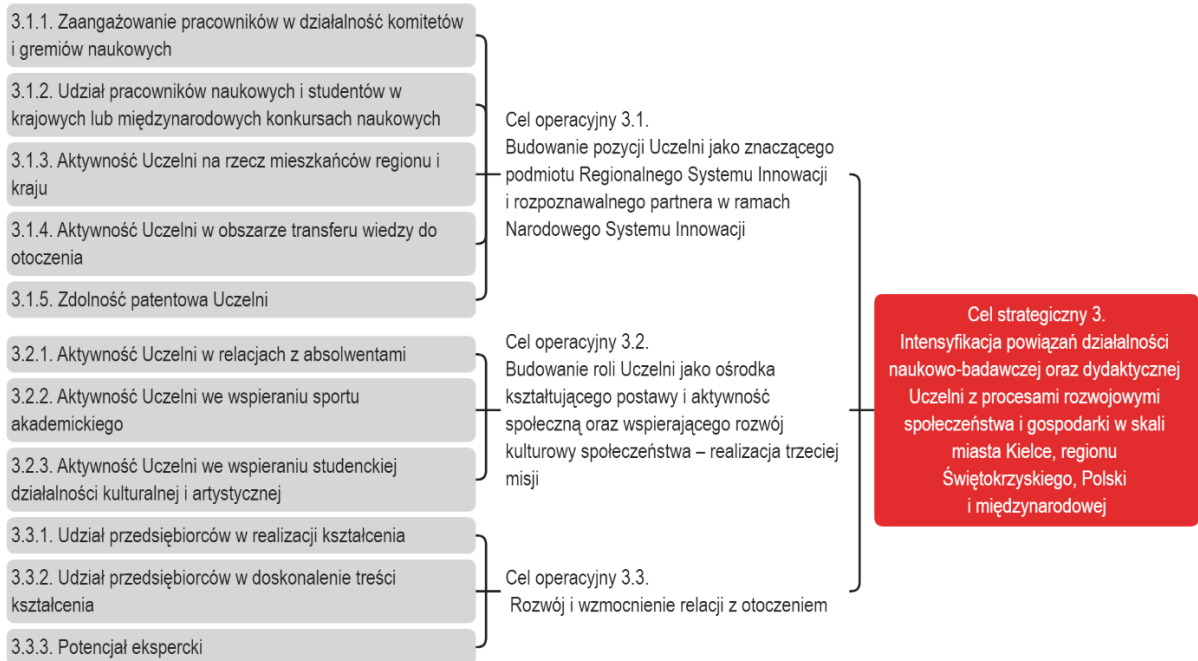 3.1.1. Zaangażowanie pracowników w działalność komitetów
i gremiów naukowych
3.1.2. Udział pracowników naukowych i studentów w
krajowych lub międzynarodowych konkursach naukowych
3.1.3. Aktywność Uczelni na rzecz mieszkańców regionu i
kraju
3.1.4. Aktywność Uczelni w obszarze transferu wiedzy do
otoczenia
3.1.5. Zdolność patentowa Uczelni
Cel operacyjny 3.1.
Budowanie pozycji Uczelni jako znaczącego
podmiotu Regionalnego Systemu Innowacji
i rozpoznawalnego partnera w ramach
Narodowego Systemu Innowacji
3.2.1. Aktywność Uczelni w relacjach z absolwentami
3.2.2. Aktywność Uczelni we wspieraniu sportu
akademickiego
3.2.3. Aktywność Uczelni we wspieraniu studenckiej
działalności kulturalnej i artystycznej
Cel operacyjny 3.2.
Budowanie roli Uczelni jako ośrodka
kształtującego postawy i aktywność
społeczną oraz wspierającego rozwój
kulturowy społeczeństwa – realizacja trzeciej
misji
3.3.1. Udział przedsiębiorców w realizacji kształcenia
3.3.2. Udział przedsiębiorców w doskonalenie treści
kształcenia
3.3.3. Potencjał ekspercki
Cel operacyjny 3.3.
Rozwój i wzmocnienie relacji z otoczeniem
Cel strategiczny 3.
Intensyfikacja powiązań działalności
naukowo-badawczej oraz dydaktycznej
Uczelni z procesami rozwojowymi
społeczeństwa i gospodarki w skali
miasta Kielce, regionu
Świętokrzyskiego, Polski
i międzynarodowej